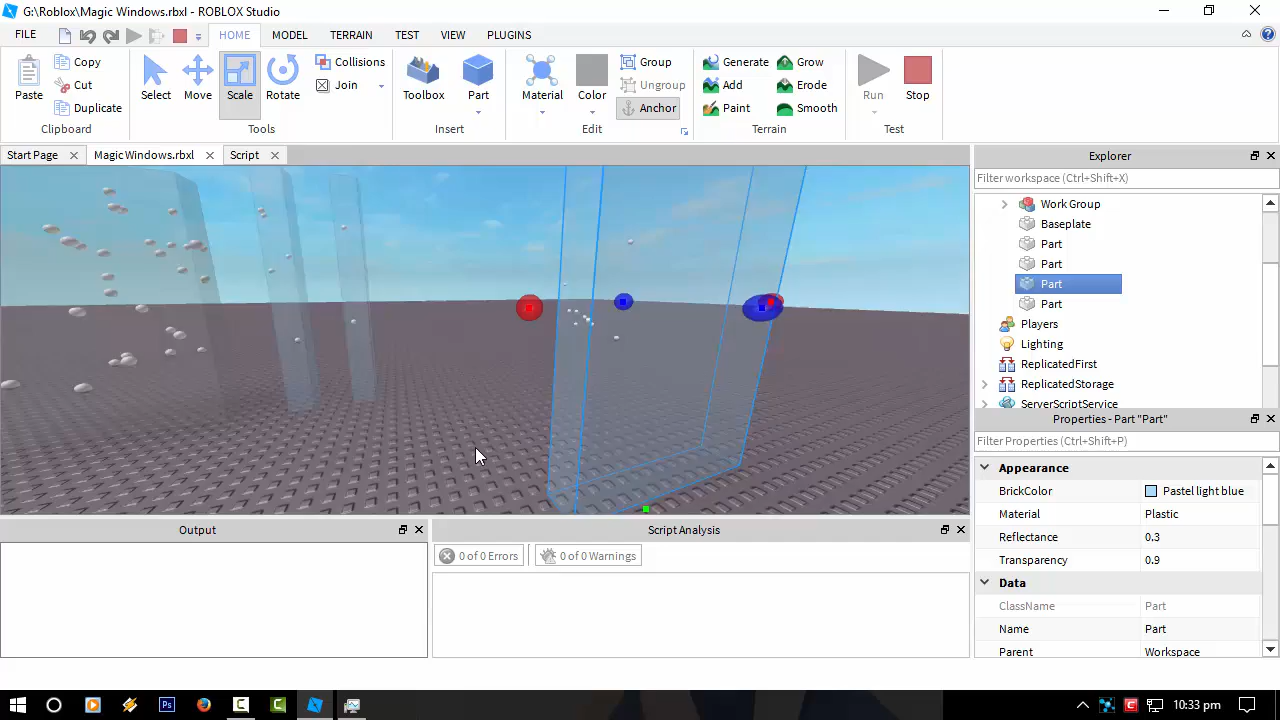 G:\Roblox\Magic Windows.rbxl - ROBLOX Studio
FILE HOME MODEL TERRAIN TEST VIEW PLUGINS
Paste Copy Cut Duplicate Clipboard
Select Move Scale Rotate Collisions Join Tools
Toolbox Part Insert
Material Color Group Ungroup Anchor Edit
Generate Add Paint Grow Erode Smooth Terrain
Run Stop Test
Start Page MagicWindows.rbxl Script
Explorer
Filter workspace (Ctrl+Shift+X)
Work Group
Baseplate
Part
Part
Part
Part
Players
Lighting
ReplicatedFirst
ReplicatedStorage
ServerScriptService
Properties - Part "Part"
Filter Properties (Ctrl+Shift+P)
Appearance
BrickColor Pastel light blue
Material Plastic
Reflectance 0.3
Transparency 0.9
Data
ClassName Part
Name Part
Parent Workspace
Output
Script Analysis
0 of 0 Errors 0 of 0 Warnings
10:33 pm